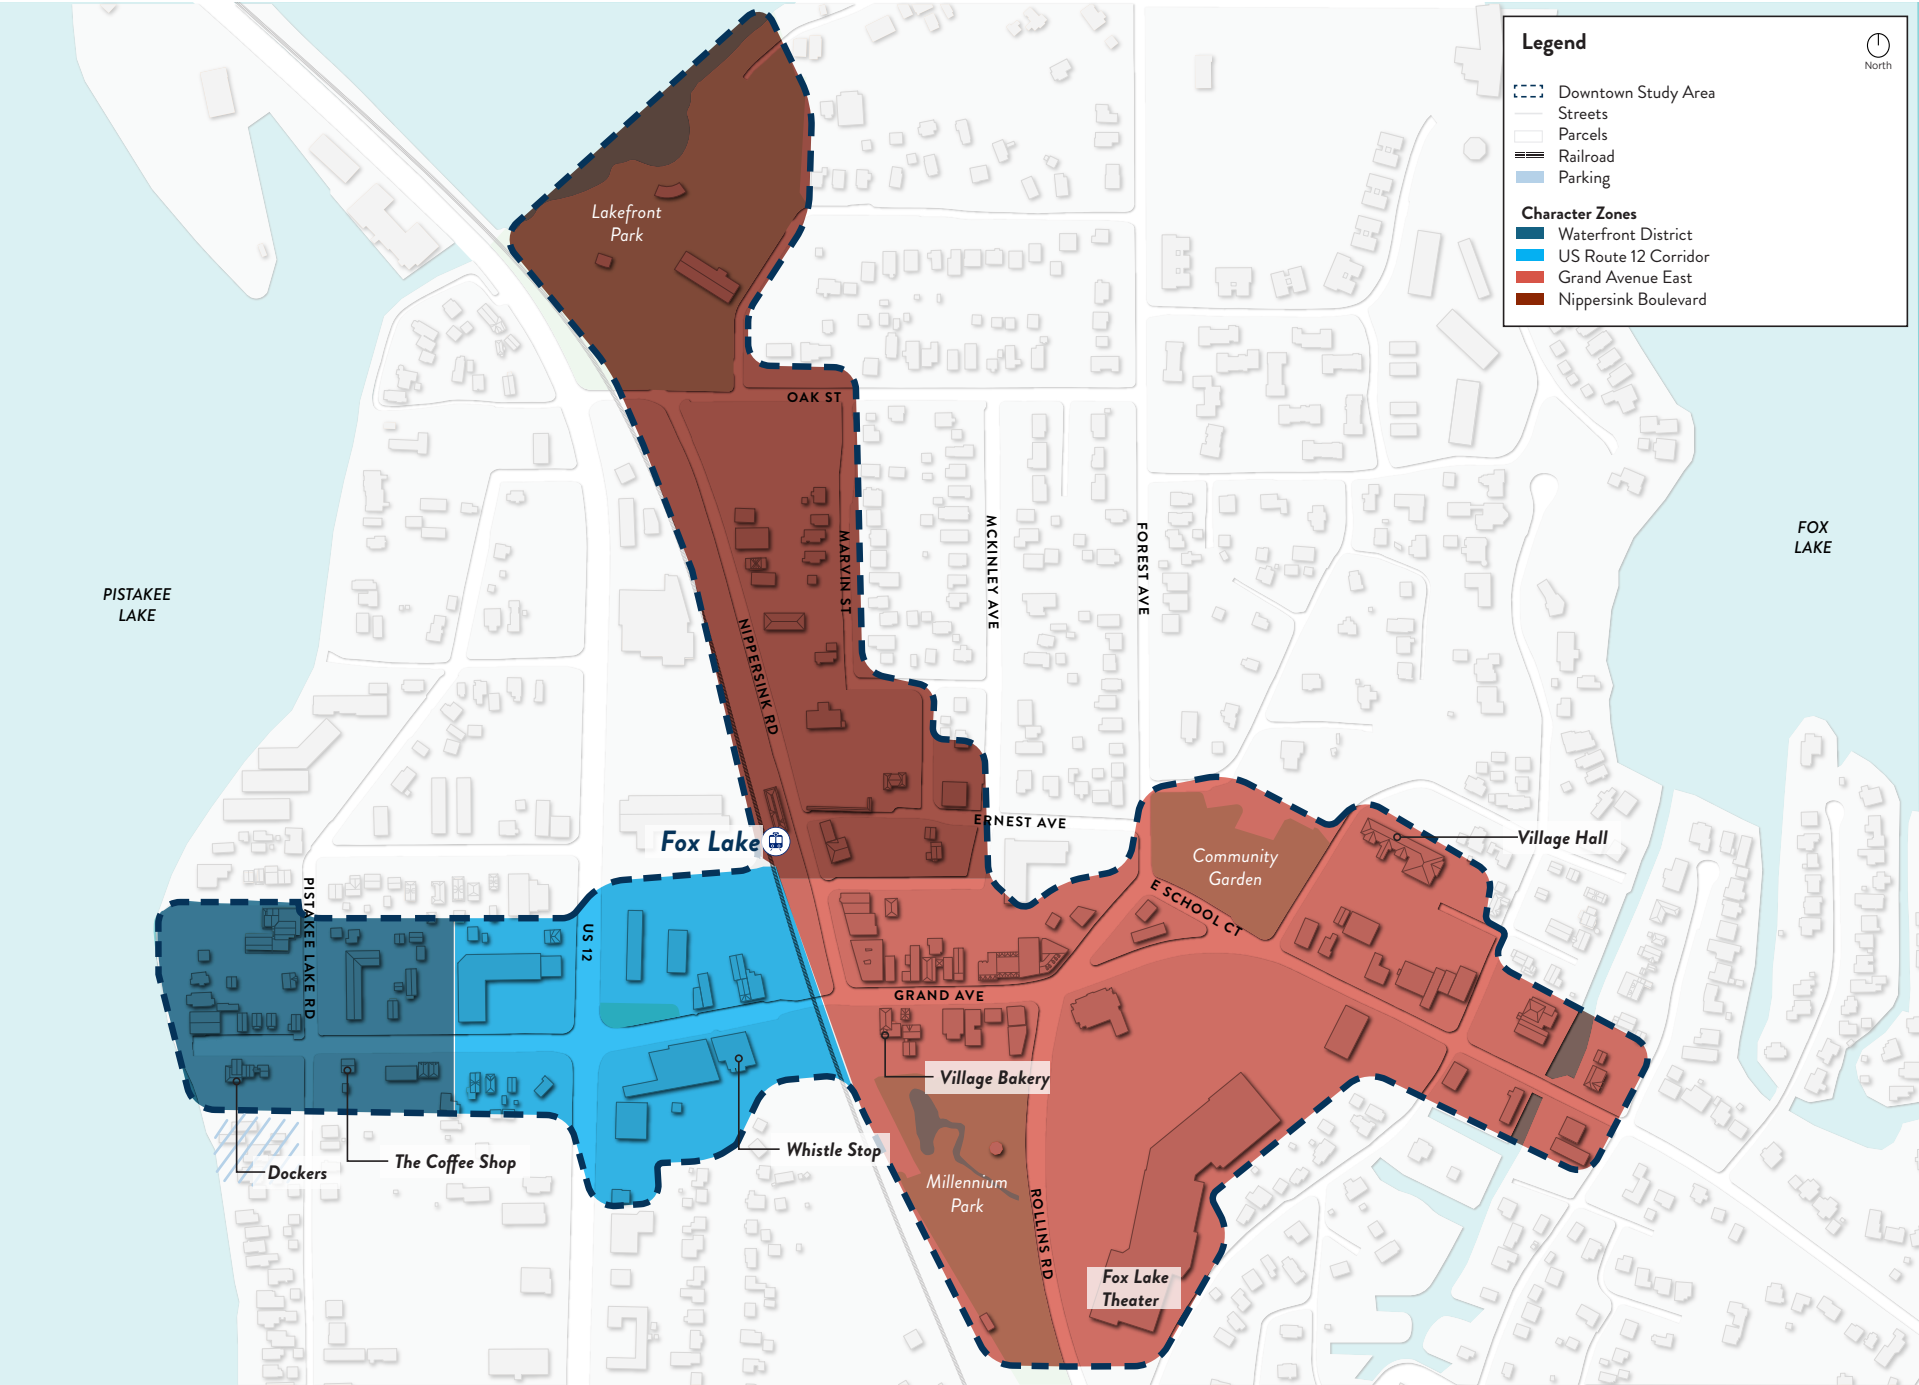 Legend
North
Downtown Study Area
Streets
Parcels
Railroad
Parking
Character Zones
Waterfront District
US Route 12 Corridor
Grand Avenue East
Nippersink Boulevard
Lakefront
Park
OAK ST
MARVIN ST
MCKINLEY AVE
FOREST AVE
FOX
LAKE
PISTAKEE
LAKE
NIPPERSINK RD
ERNEST AVE
Fox Lake
Village Hall
Community
Garden
E SCHOOL CT
PISTAKEE LAKE RD
US 12
GRAND AVE
Village Bakery
Whistle Stop
The Coffee Shop
Dockers
Millennium
Park
ROLLINS RD
Fox Lake
Theater